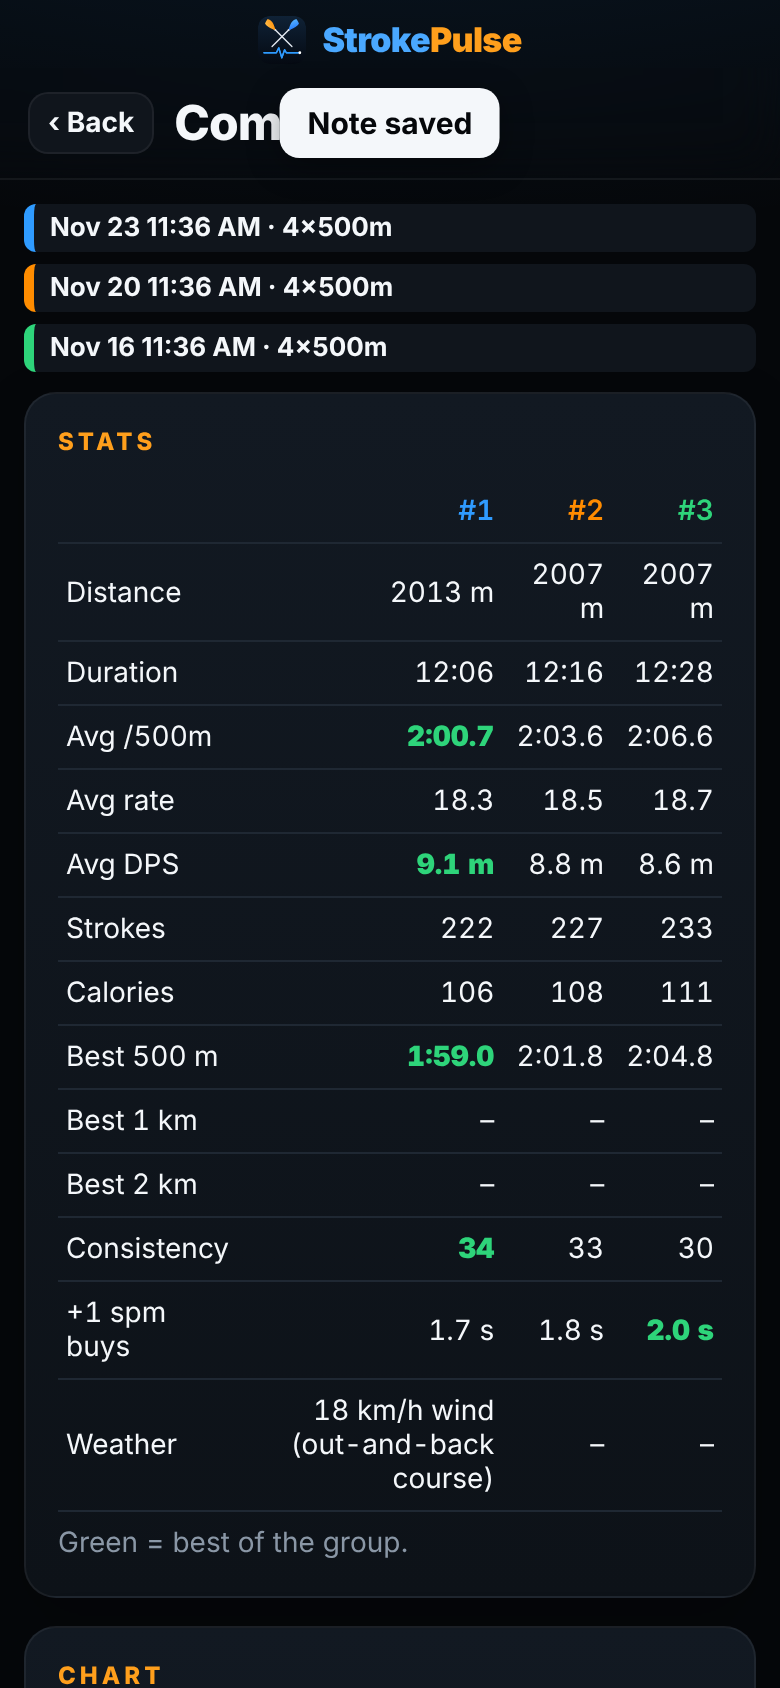 StrokePulse
‹ Back
Com
Note saved
Nov 23 11:36 AM · 4×500m
Nov 20 11:36 AM · 4×500m
Nov 16 11:36 AM · 4×500m
STATS
#1 #2 #3
Distance 2013 m 2007 m 2007 m
Duration 12:06 12:16 12:28
Avg /500m 2:00.7 2:03.6 2:06.6
Avg rate 18.3 18.5 18.7
Avg DPS 9.1 m 8.8 m 8.6 m
Strokes 222 227 233
Calories 106 108 111
Best 500 m 1:59.0 2:01.8 2:04.8
Best 1 km – – –
Best 2 km – – –
Consistency 34 33 30
+1 spm buys 1.7 s 1.8 s 2.0 s
Weather 18 km/h wind (out-and-back course) – –
Green = best of the group.
CHART